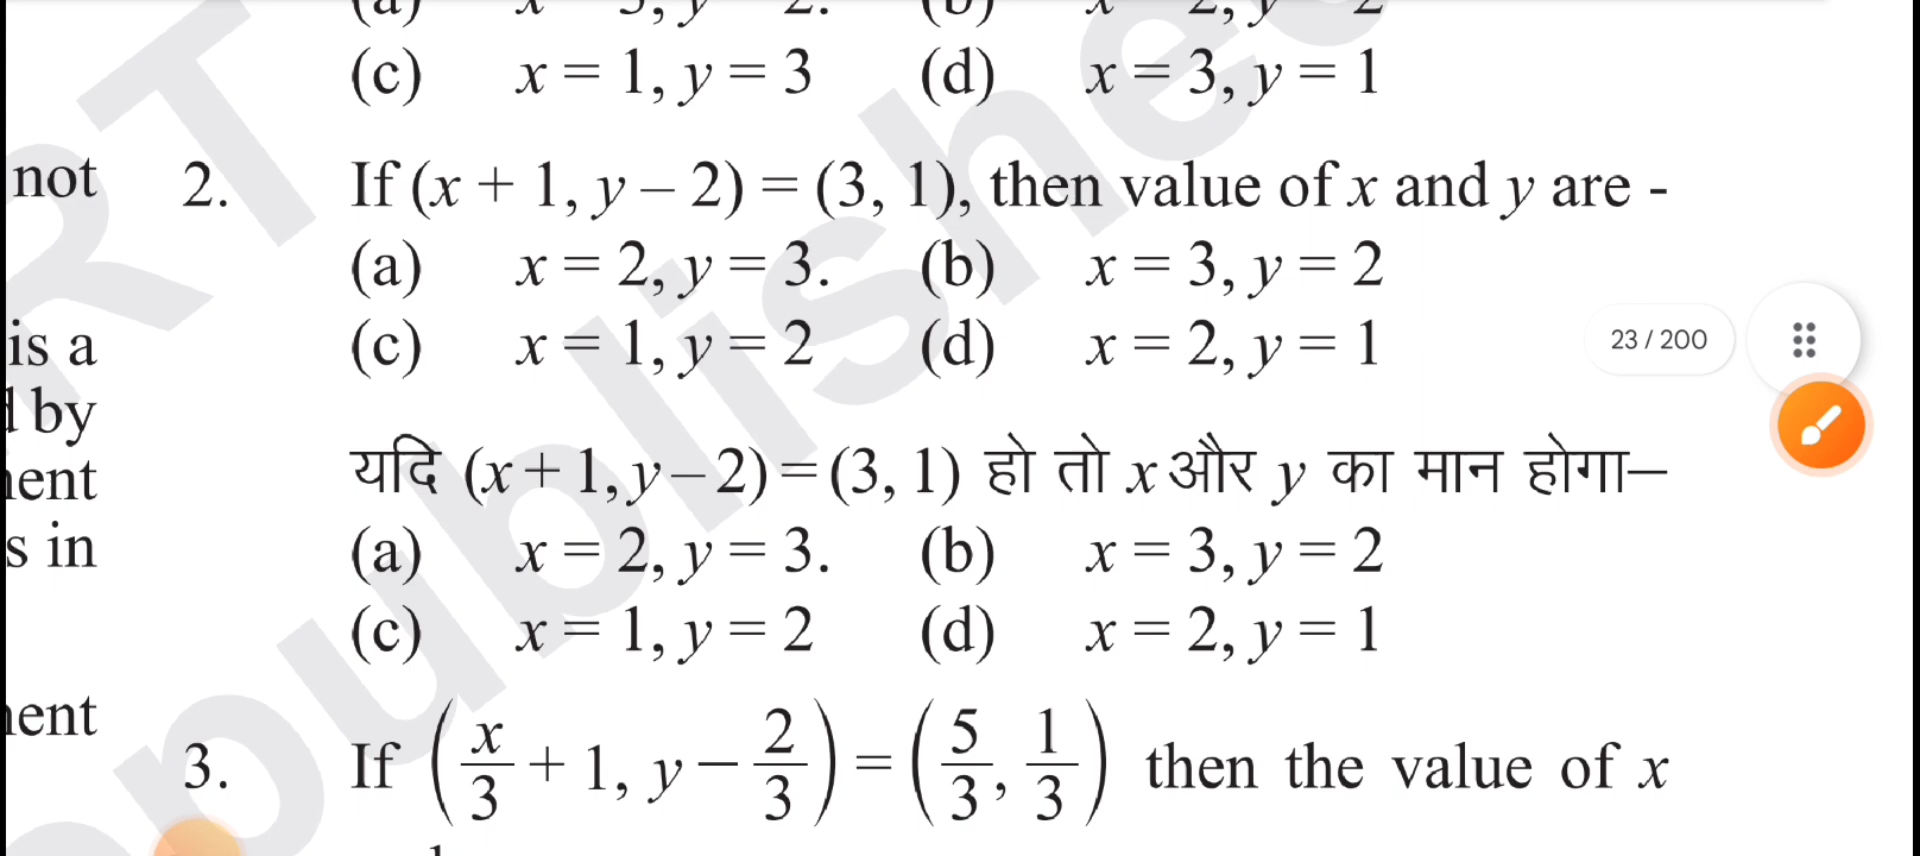 (c) x = 1, y = 3 (d) x = 3, y = 1
not 2. If (x + 1, y – 2) = (3, 1), then value of x and y are -
(a) x = 2, y = 3. (b) x = 3, y = 2
is a (c) x = 1, y = 2 (d) x = 2, y = 1
23 / 200
by
यदि (x+1, y–2)=(3, 1) हो तो x और y का मान होगा–
ent
s in (a) x = 2, y = 3. (b) x = 3, y = 2
(c) x = 1, y = 2 (d) x = 2, y = 1
ent
3. If (x/3 + 1, y – 2/3) = (5/3, 1/3) then the value of x